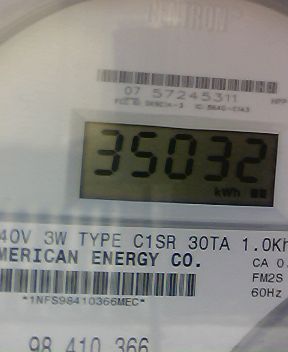 07 57245311
35032
kWh
40V 3W TYPE C1SR 30TA 1.0Kh
MERICAN ENERGY CO.
CA 0.
FM2S
60Hz
*1NFS98410366MEC*
98 410 366